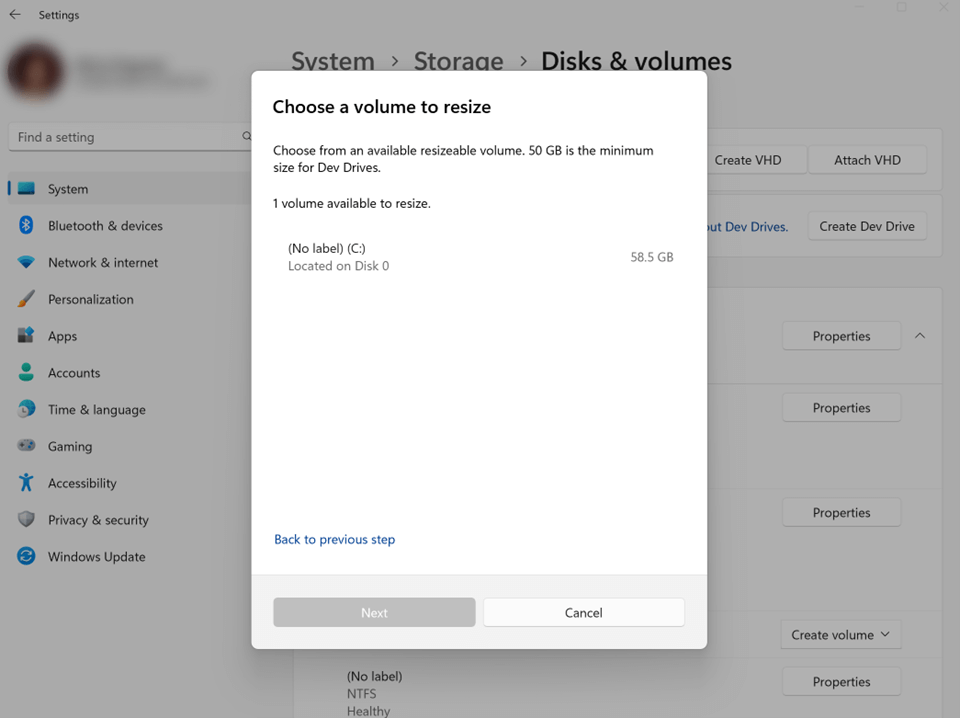 Settings
System > Storage > Disks & volumes
Find a setting
System
Bluetooth & devices
Network & internet
Personalization
Apps
Accounts
Time & language
Gaming
Accessibility
Privacy & security
Windows Update
Choose a volume to resize
Choose from an available resizeable volume. 50 GB is the minimum
size for Dev Drives.
1 volume available to resize.
(No label) (C:)
Located on Disk 0
58.5 GB
Back to previous step
Next
Cancel
Create VHD
Attach VHD
Dev Drives.
Create Dev Drive
Properties
Properties
Properties
Create volume
(No label)
NTFS
Healthy
Properties